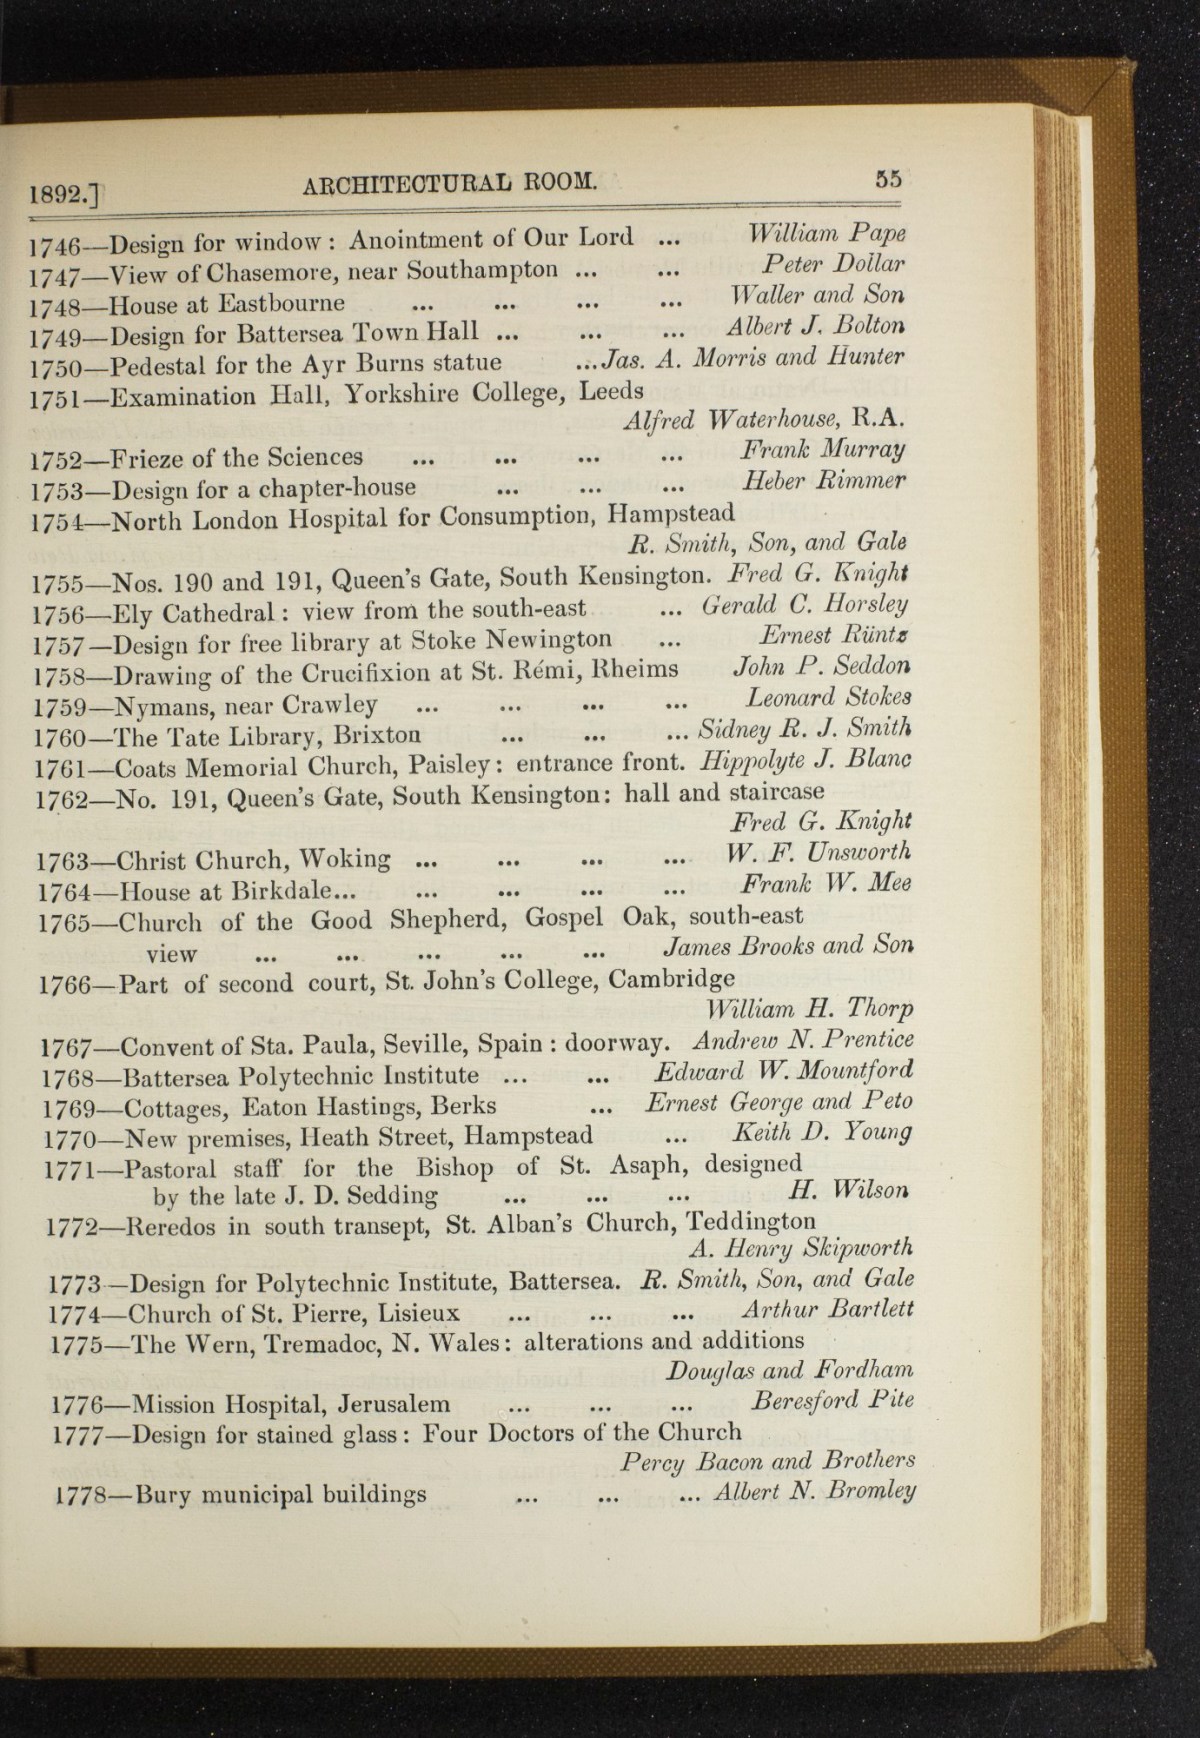 1892.] ARCHITECTURAL ROOM. 55
1746—Design for window: Anointment of Our Lord ... William Pape
1747—View of Chasemore, near Southampton ... ... Peter Dollar
1748—House at Eastbourne ... ... ... ... Waller and Son
1749—Design for Battersea Town Hall ... ... ... Albert J. Bolton
1750—Pedestal for the Ayr Burns statue ...Jas. A. Morris and Hunter
1751—Examination Hall, Yorkshire College, Leeds
Alfred Waterhouse, R.A.
1752—Frieze of the Sciences ... ... ... ... Frank Murray
1753—Design for a chapter-house ... ... ... Heber Rimmer
1754—North London Hospital for Consumption, Hampstead
R. Smith, Son, and Gale
1755—Nos. 190 and 191, Queen's Gate, South Kensington. Fred G. Knight
1756—Ely Cathedral: view from the south-east ... Gerald C. Horsley
1757—Design for free library at Stoke Newington ... Ernest Rüntz
1758—Drawing of the Crucifixion at St. Rémi, Rheims John P. Seddon
1759—Nymans, near Crawley ... ... ... ... Leonard Stokes
1760—The Tate Library, Brixton ... ... ... Sidney R. J. Smith
1761—Coats Memorial Church, Paisley: entrance front. Hippolyte J. Blanc
1762—No. 191, Queen's Gate, South Kensington: hall and staircase
Fred G. Knight
1763—Christ Church, Woking ... ... ... ... W. F. Unsworth
1764—House at Birkdale... ... ... ... ... Frank W. Mee
1765—Church of the Good Shepherd, Gospel Oak, south-east
view ... ... ... ... ... James Brooks and Son
1766—Part of second court, St. John's College, Cambridge
William H. Thorp
1767—Convent of Sta. Paula, Seville, Spain: doorway. Andrew N. Prentice
1768—Battersea Polytechnic Institute ... ... Edward W. Mountford
1769—Cottages, Eaton Hastings, Berks ... Ernest George and Peto
1770—New premises, Heath Street, Hampstead ... Keith D. Young
1771—Pastoral staff for the Bishop of St. Asaph, designed
by the late J. D. Sedding ... ... ... H. Wilson
1772—Reredos in south transept, St. Alban's Church, Teddington
A. Henry Skipworth
1773—Design for Polytechnic Institute, Battersea. R. Smith, Son, and Gale
1774—Church of St. Pierre, Lisieux ... ... ... Arthur Bartlett
1775—The Wern, Tremadoc, N. Wales: alterations and additions
Douglas and Fordham
1776—Mission Hospital, Jerusalem ... ... ... Beresford Pite
1777—Design for stained glass: Four Doctors of the Church
Percy Bacon and Brothers
1778—Bury municipal buildings ... ... ... Albert N. Bromley